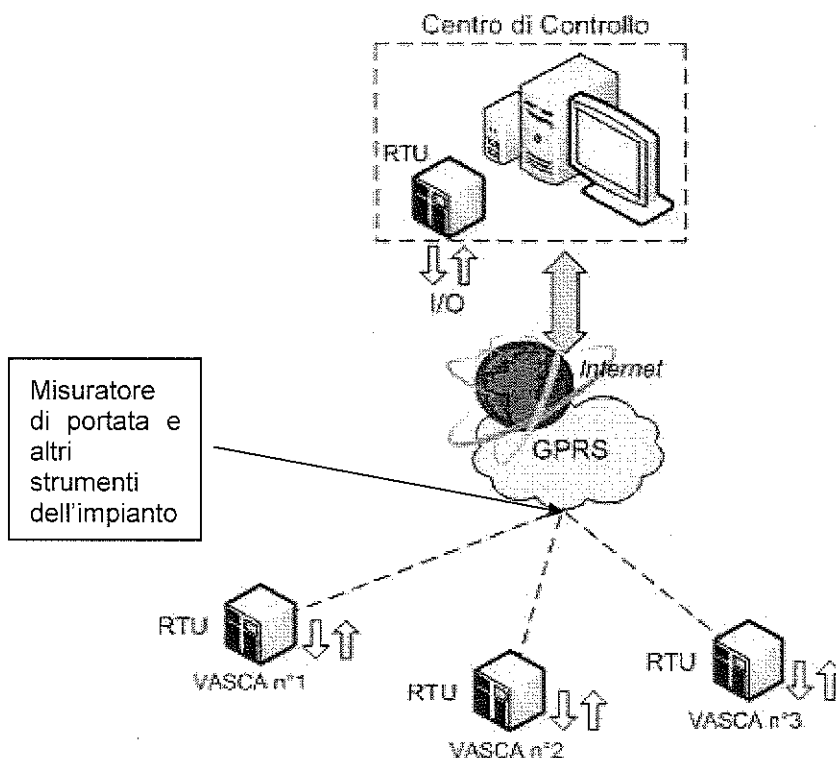 Centro di Controllo
RTU
I/O
Internet
GPRS
Misuratore
di portata e
altri
strumenti
dell'impianto
RTU
VASCA n°1
RTU
VASCA n°2
RTU
VASCA n°3